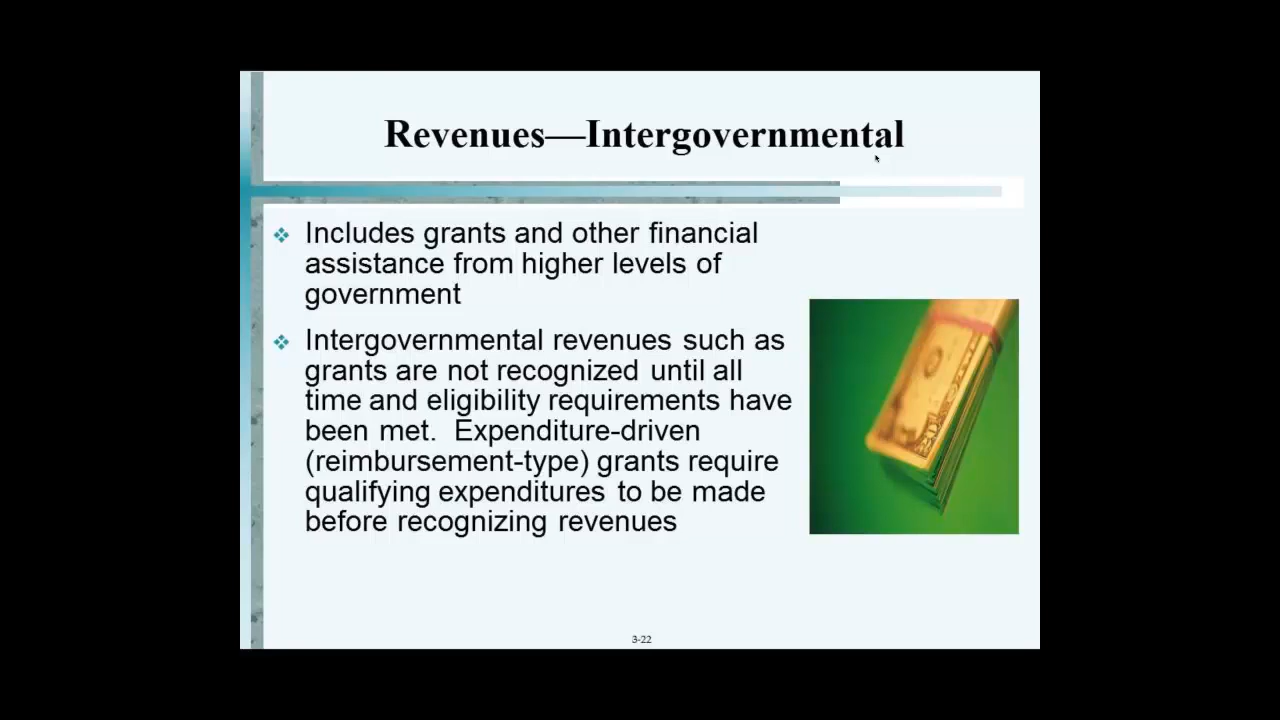 Revenues—Intergovernmental
Includes grants and other financial
assistance from higher levels of
government
Intergovernmental revenues such as
grants are not recognized until all
time and eligibility requirements have
been met.  Expenditure-driven
(reimbursement-type) grants require
qualifying expenditures to be made
before recognizing revenues
3-22